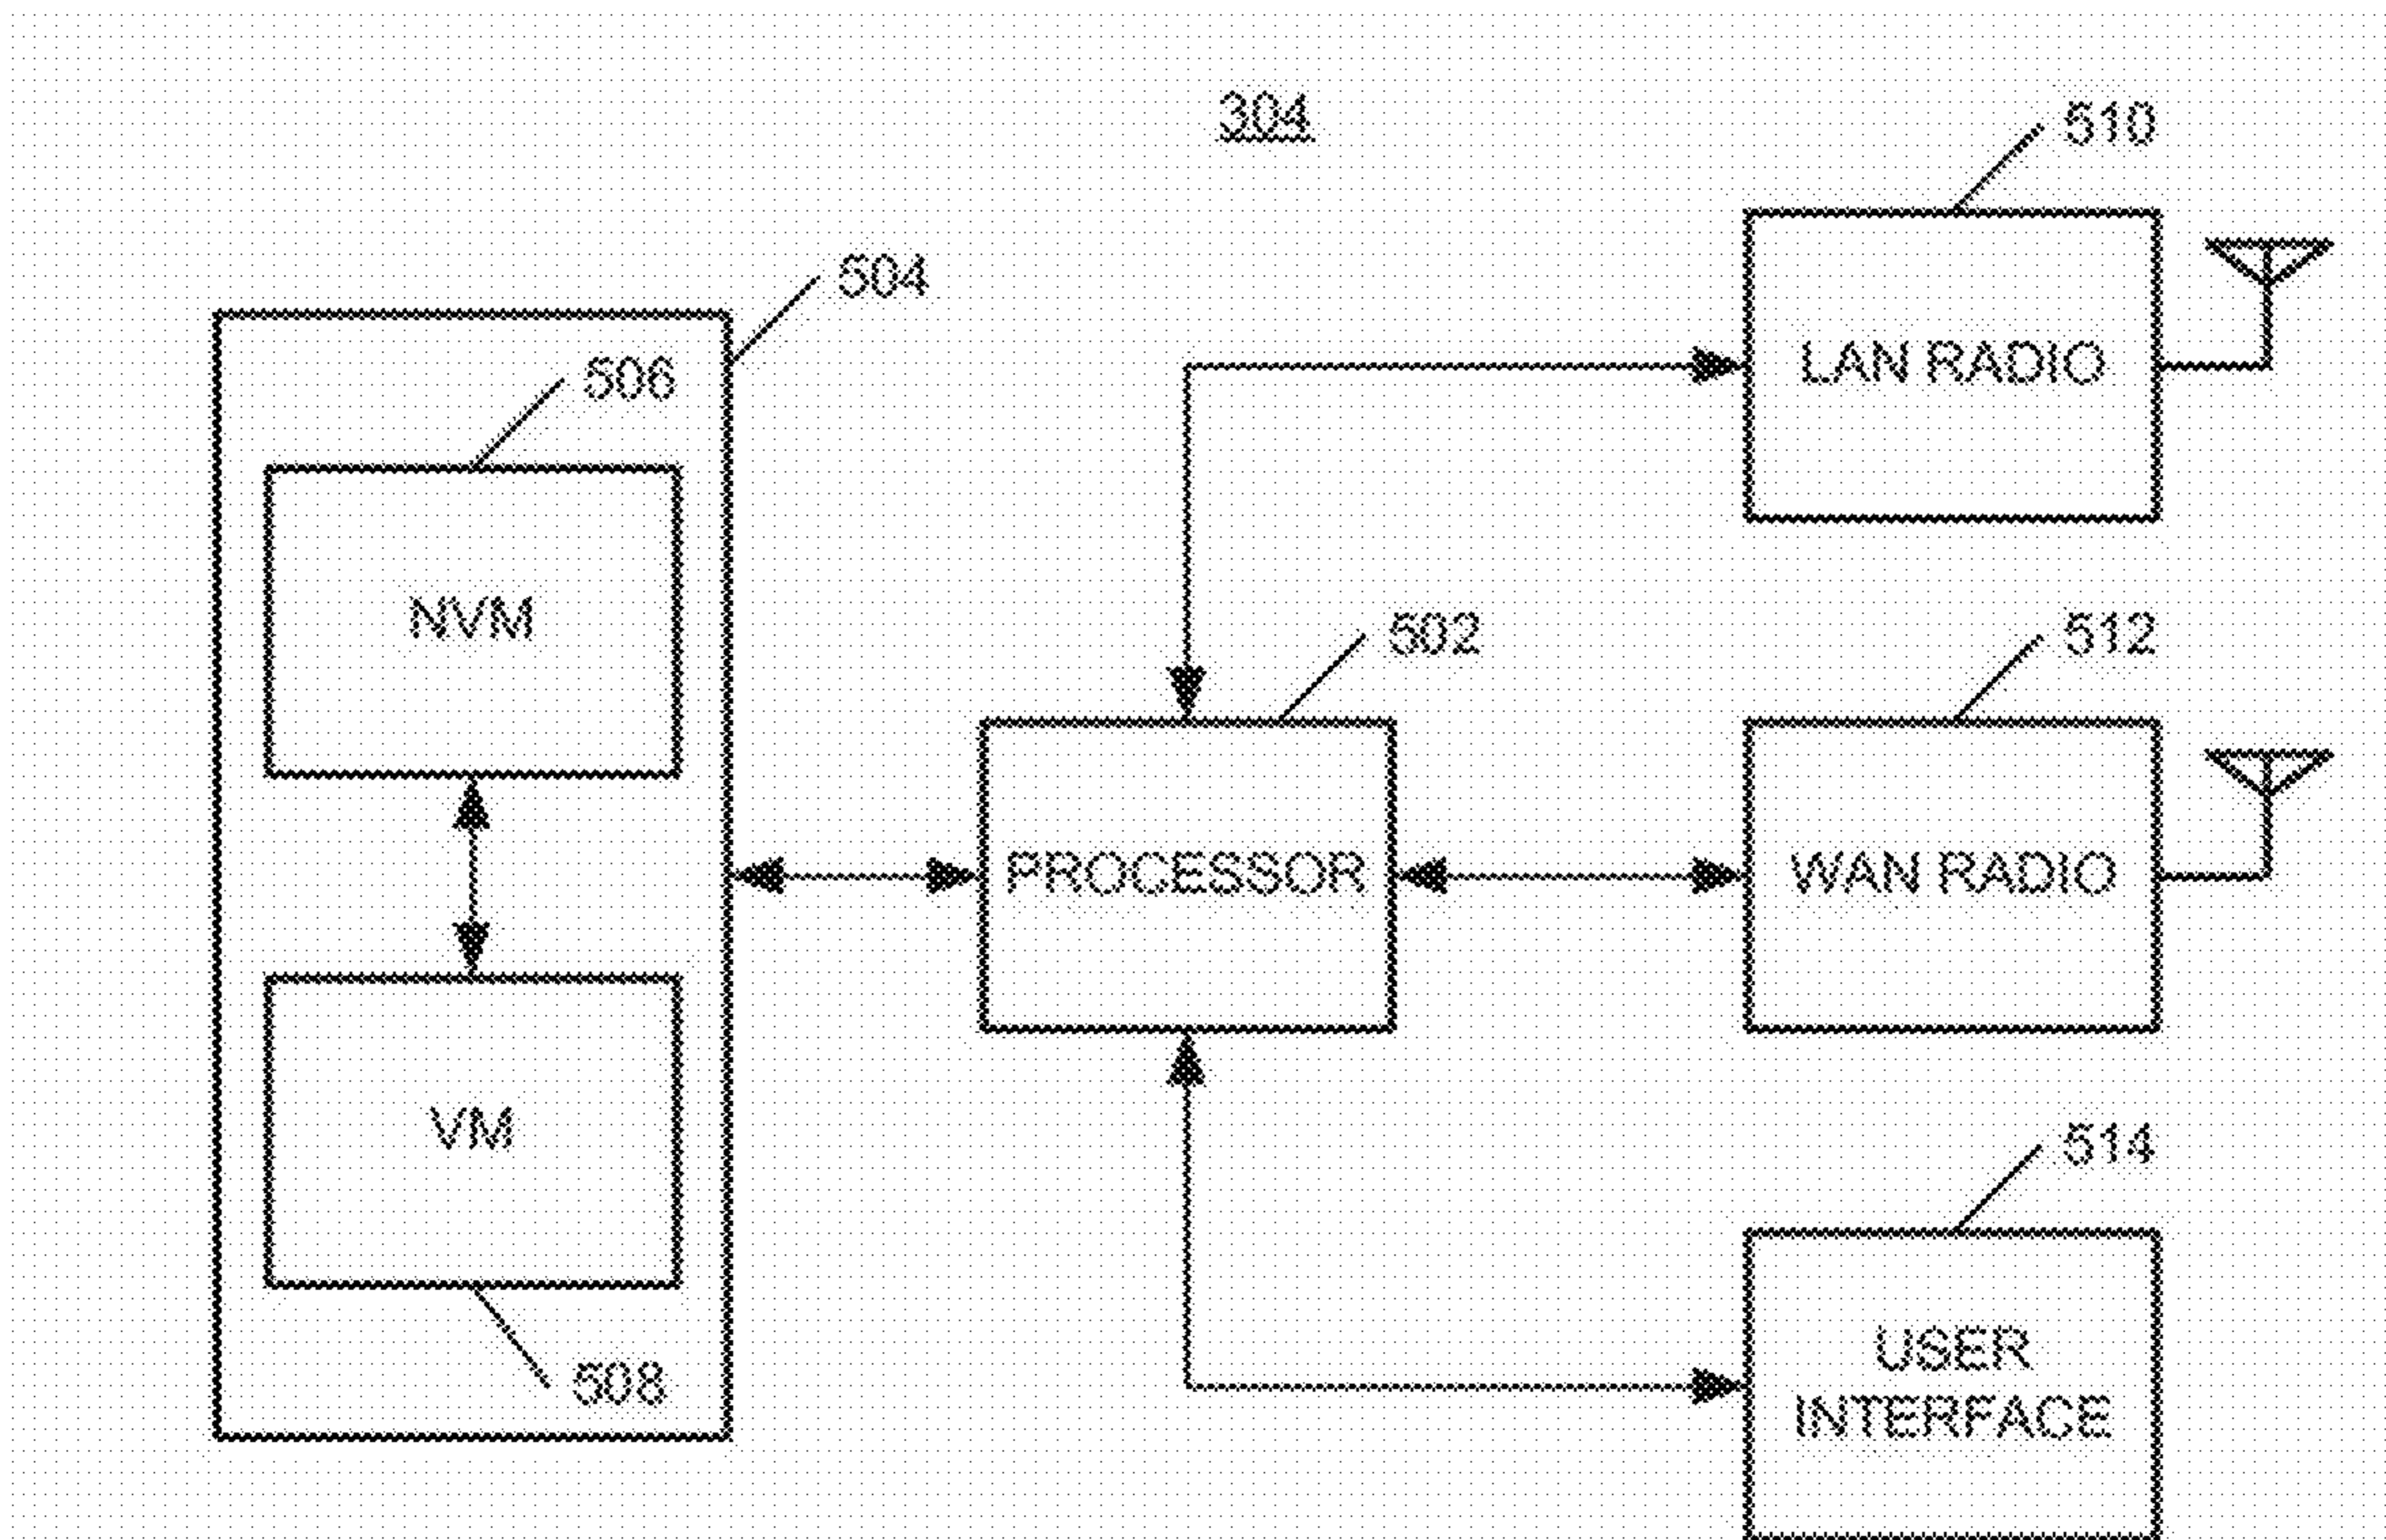 304
510
504
506
LAN RADIO
NVM
502
512
PROCESSOR
WAN RADIO
VM
514
USER
INTERFACE
508